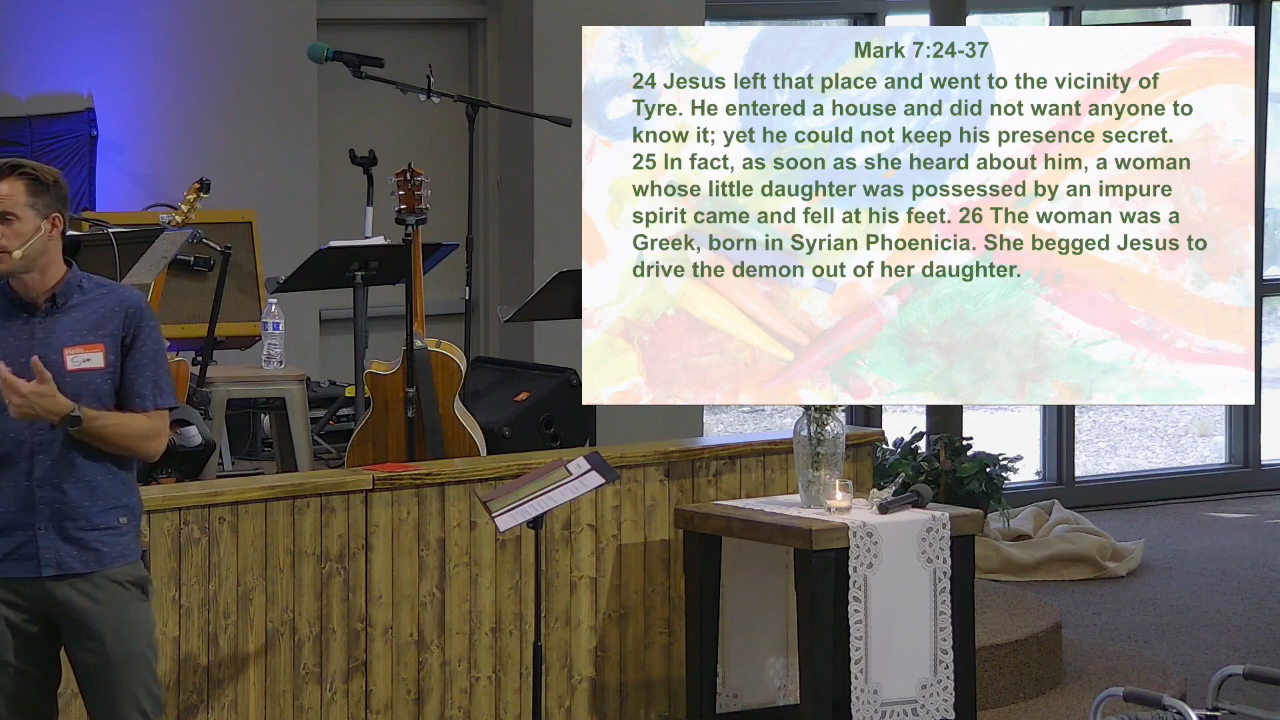 Mark 7:24-37
24 Jesus left that place and went to the vicinity of
Tyre. He entered a house and did not want anyone to
know it; yet he could not keep his presence secret.
25 In fact, as soon as she heard about him, a woman
whose little daughter was possessed by an impure
spirit came and fell at his feet. 26 The woman was a
Greek, born in Syrian Phoenicia. She begged Jesus to
drive the demon out of her daughter.
Hello